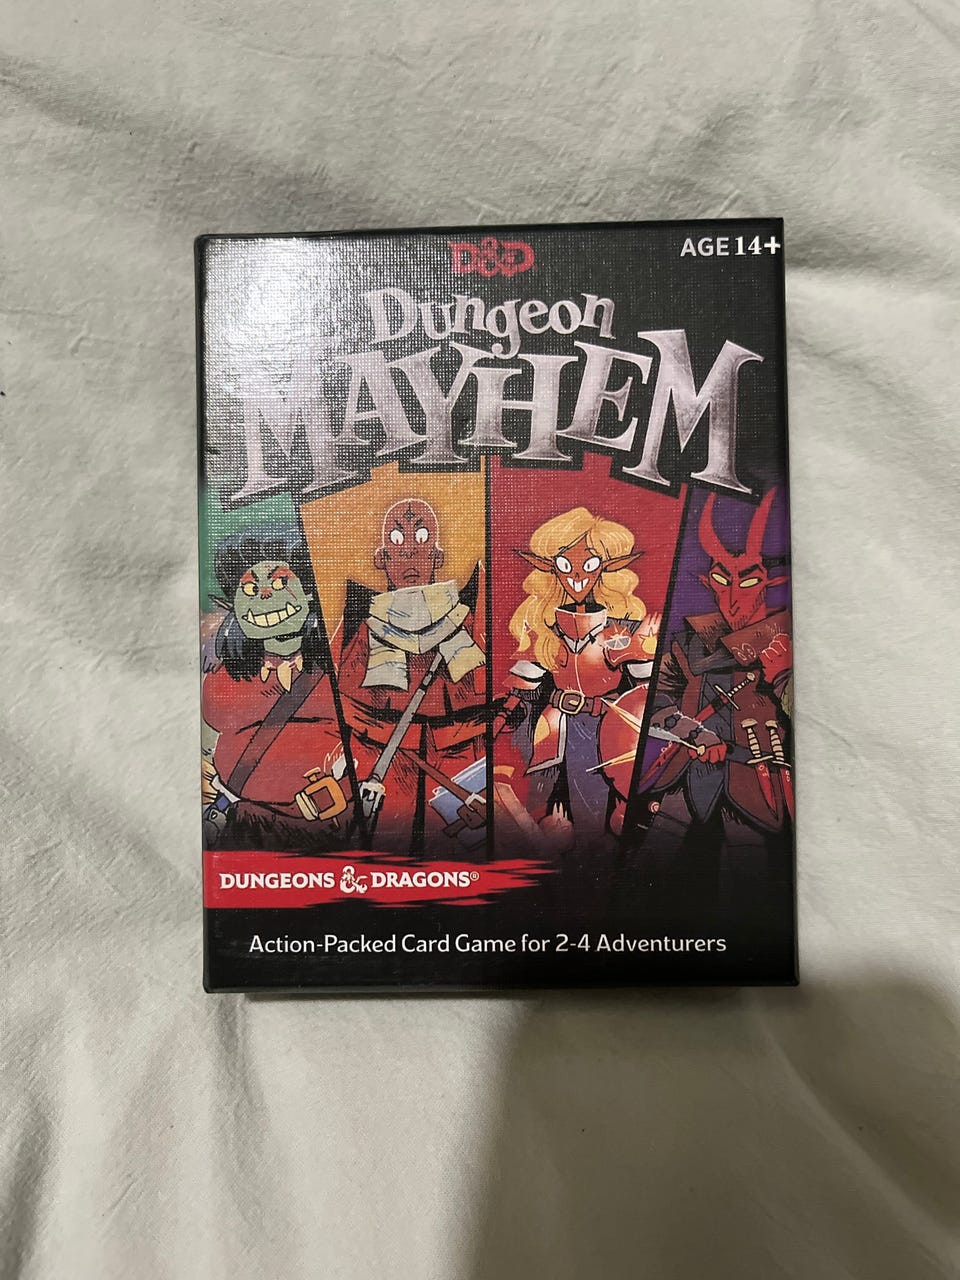 D&D
AGE 14+
Dungeon
MAYHEM
DUNGEONS & DRAGONS®
Action-Packed Card Game for 2-4 Adventurers